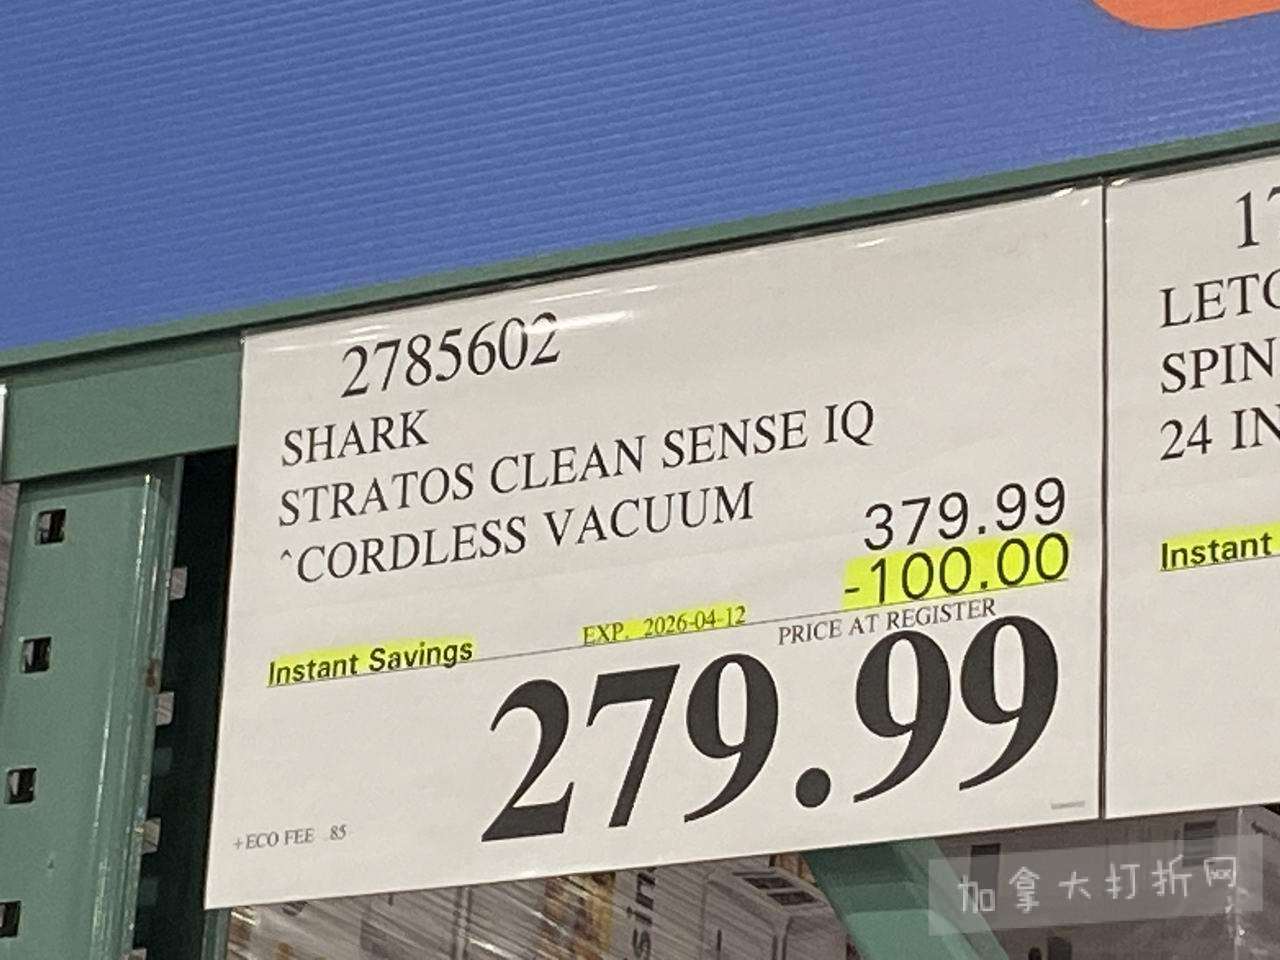 2785602
SHARK
STRATOS CLEAN SENSE IQ
^CORDLESS VACUUM
379.99
-100.00
Instant Savings
EXP. 2026-04-12
PRICE AT REGISTER
279.99
+ECO FEE .85
SPIN
24 IN
Instant
加拿大打折网